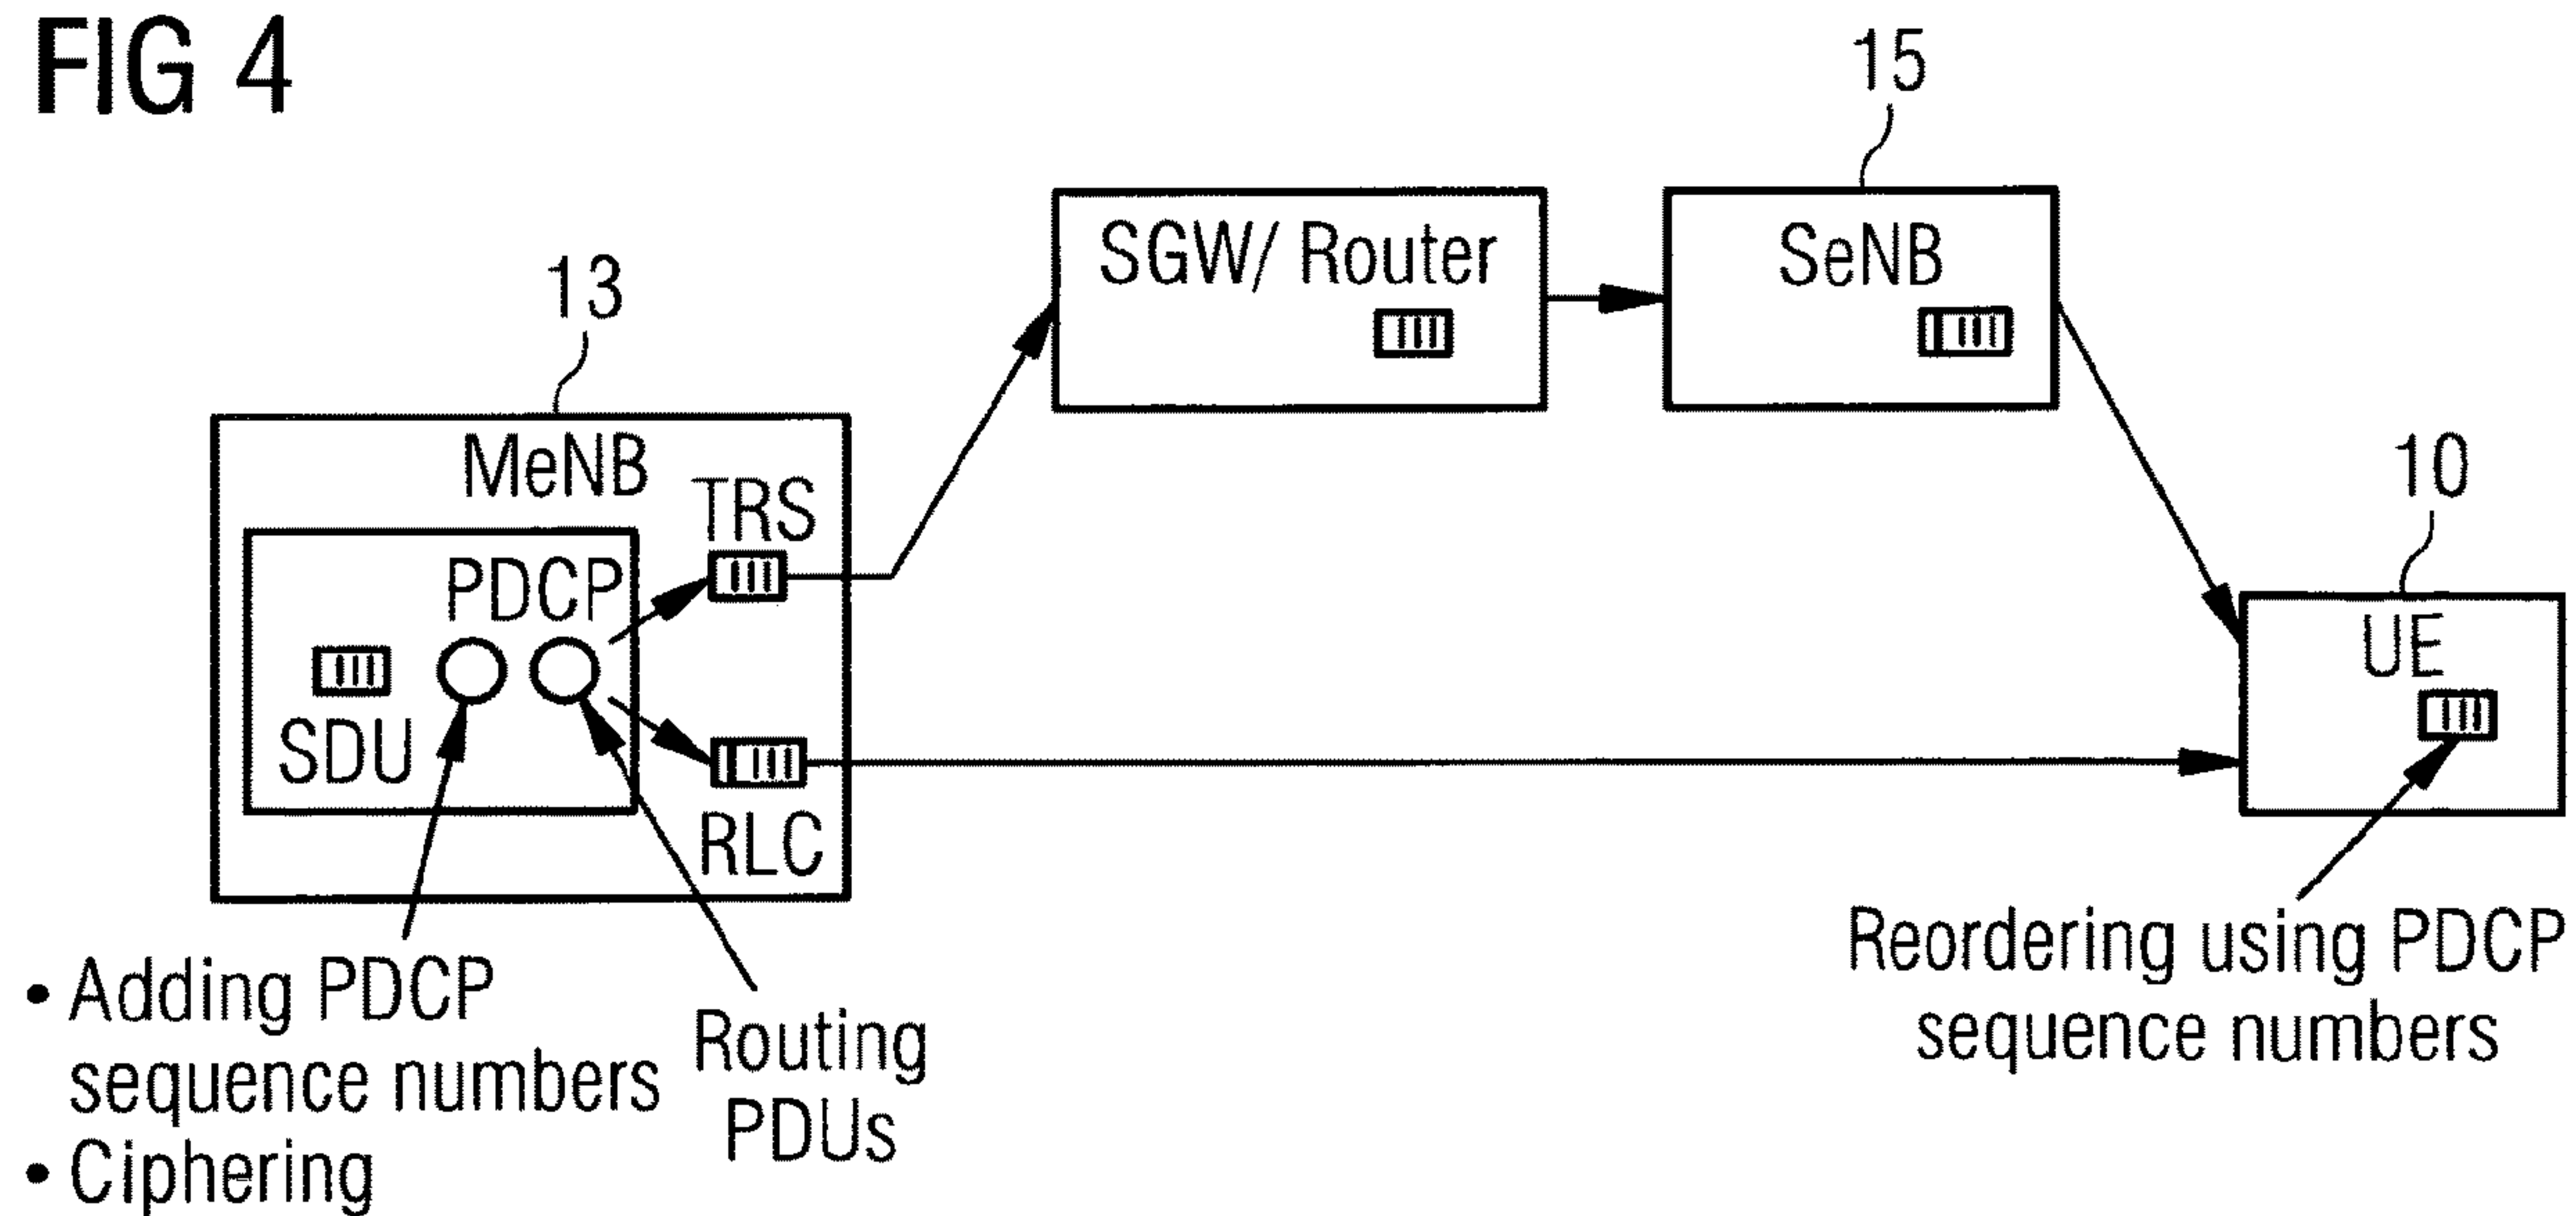 FIG 4
15
SGW/ Router
SeNB
13
MeNB
TRS
10
PDCP
UE
SDU
RLC
• Adding PDCP
sequence numbers
• Ciphering
Routing
PDUs
Reordering using PDCP
sequence numbers